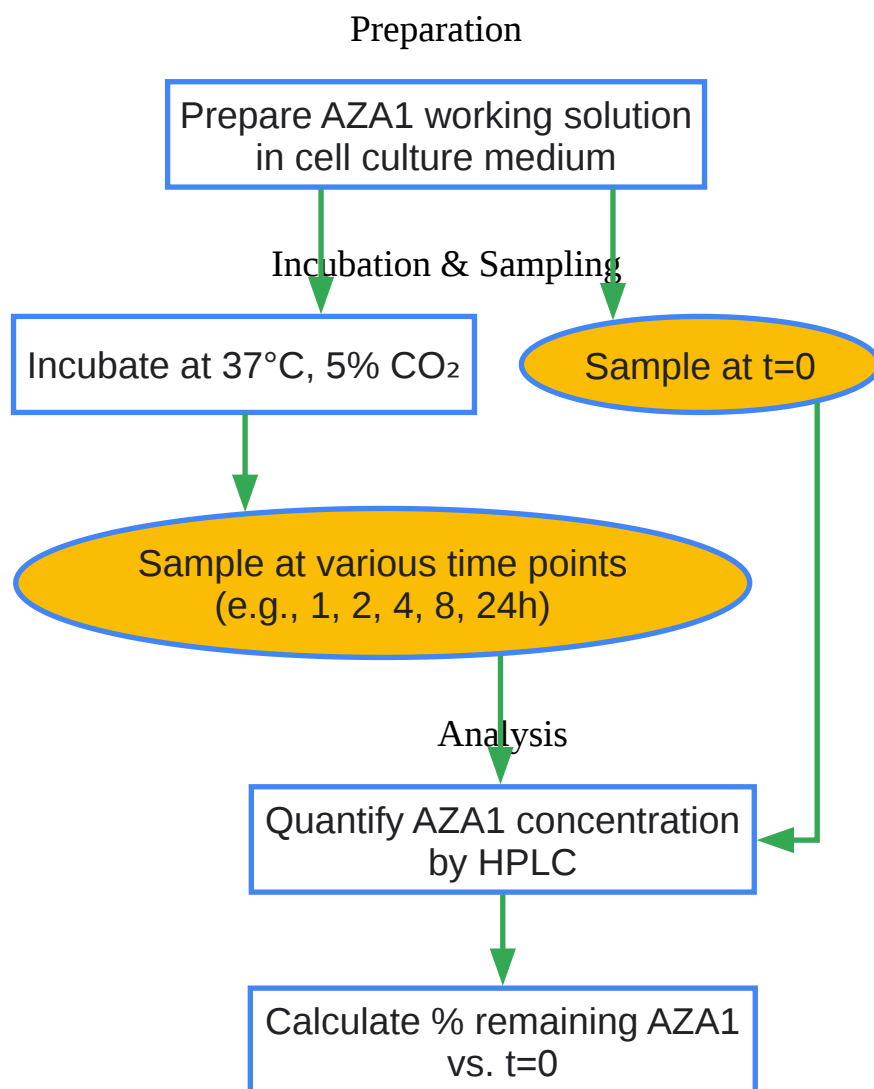 Preparation
Prepare AZA1 working solution
in cell culture medium
Incubation & Sampling
Incubate at 37°C, 5% CO₂
Sample at t=0
Sample at various time points
(e.g., 1, 2, 4, 8, 24h)
Analysis
Quantify AZA1 concentration
by HPLC
Calculate % remaining AZA1
vs. t=0